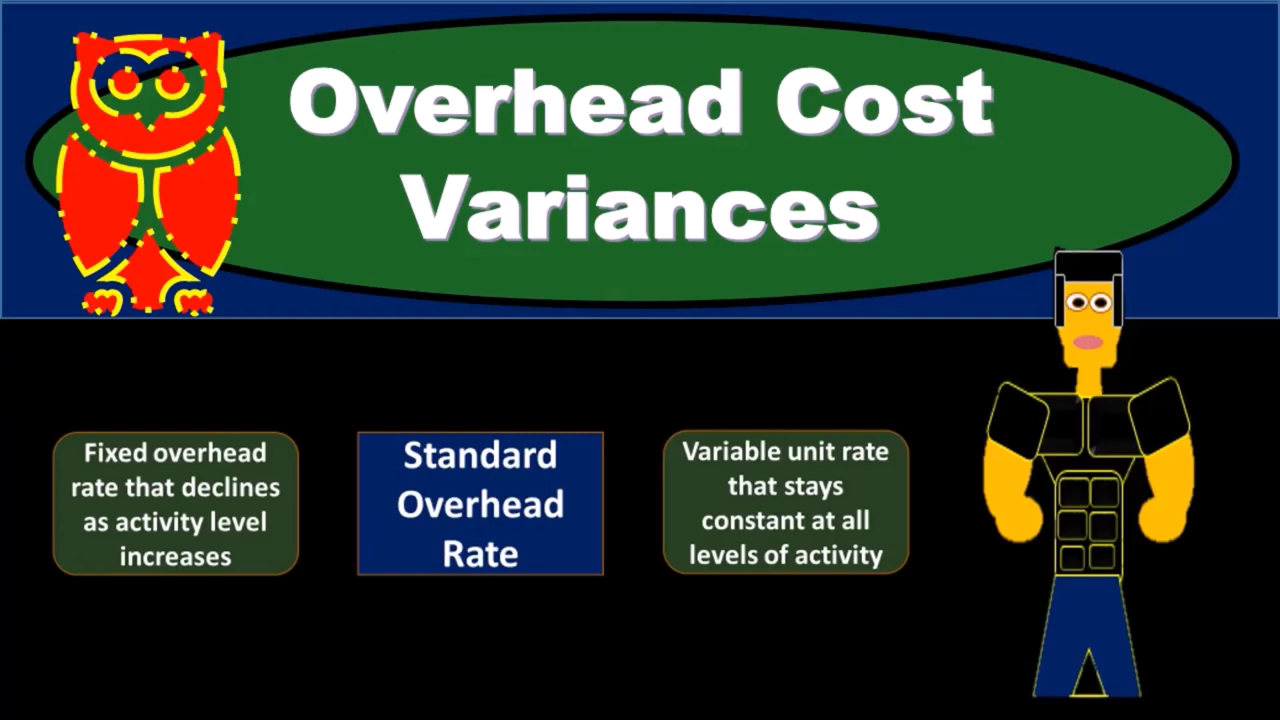 Overhead Cost
Variances
Fixed overhead
rate that declines
as activity level
increases
Standard
Overhead
Rate
Variable unit rate
that stays
constant at all
levels of activity